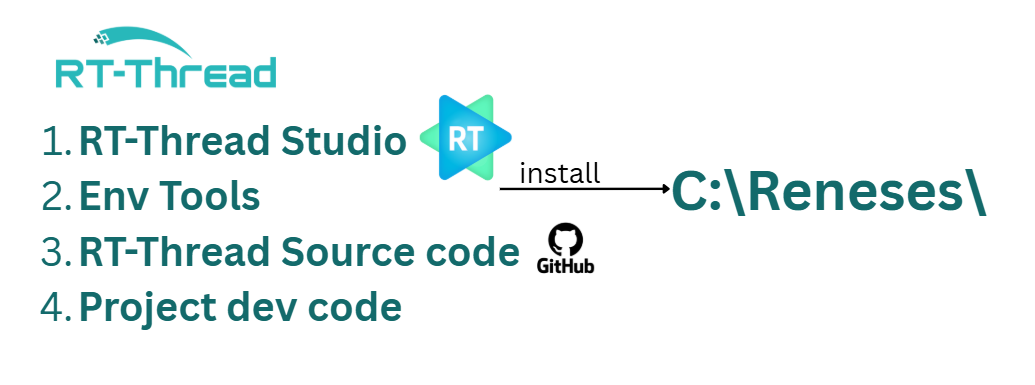 RT-Thread
1. RT-Thread Studio
RT
2. Env Tools
install
C:\Reneses\
3. RT-Thread Source code
GitHub
4. Project dev code